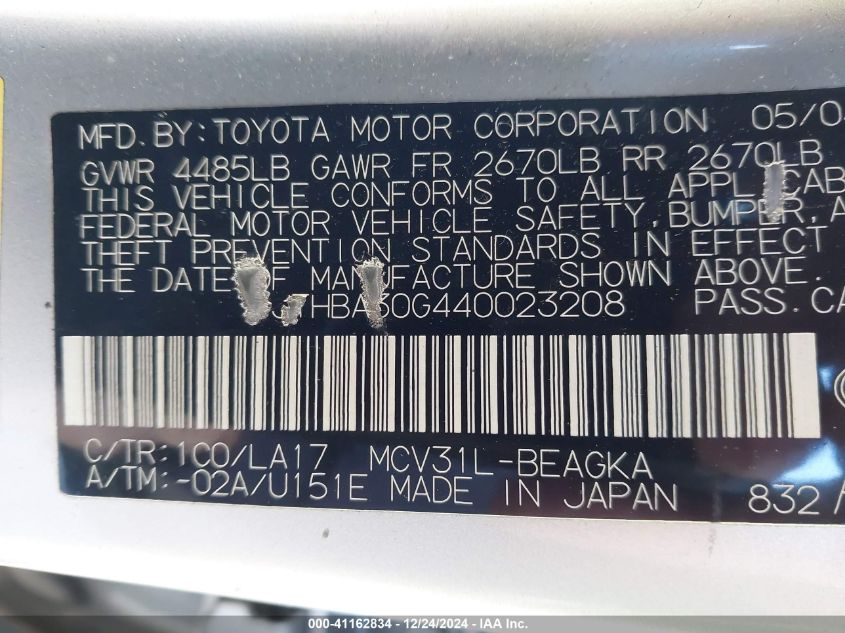 MFD. BY: TOYOTA MOTOR CORPORATION 05/0
GVWR 4485LB GAWR FR 2670LB RR 2670LB
THIS VEHICLE CONFORMS TO ALL APPL CAB
FEDERAL MOTOR VEHICLE SAFETY, BUMPER, A
THEFT PREVENTION STANDARDS IN EFFECT
THE DATE OF MANUFACTURE SHOWN ABOVE.
J HBA30G440023208 PASS. CA
C/TR: 1C0/LA17 MCV31L-BEAGKA
A/TM: -02A/U151E MADE IN JAPAN 832/
000-41162834 - 12/24/2024 - IAA Inc.